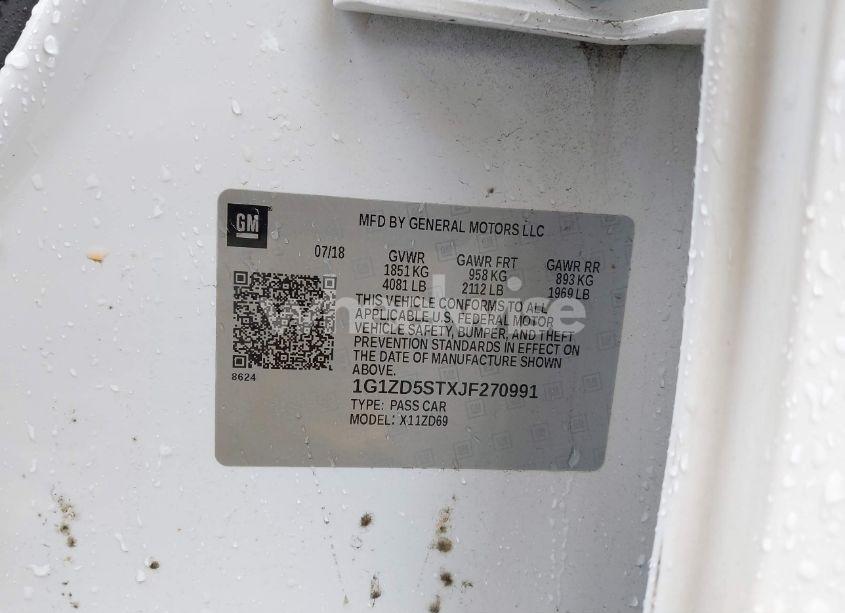 GM
MFD BY GENERAL MOTORS LLC
07/18
GVWR
1851 KG
4081 LB
GAWR FRT
958 KG
2112 LB
GAWR RR
893 KG
1969 LB
THIS VEHICLE CONFORMS TO ALL
APPLICABLE U.S. FEDERAL MOTOR
VEHICLE SAFETY, BUMPER, AND THEFT
PREVENTION STANDARDS IN EFFECT ON
THE DATE OF MANUFACTURE SHOWN
ABOVE.
8624
1G1ZD5STXJF270991
TYPE: PASS CAR
MODEL: X11ZD69